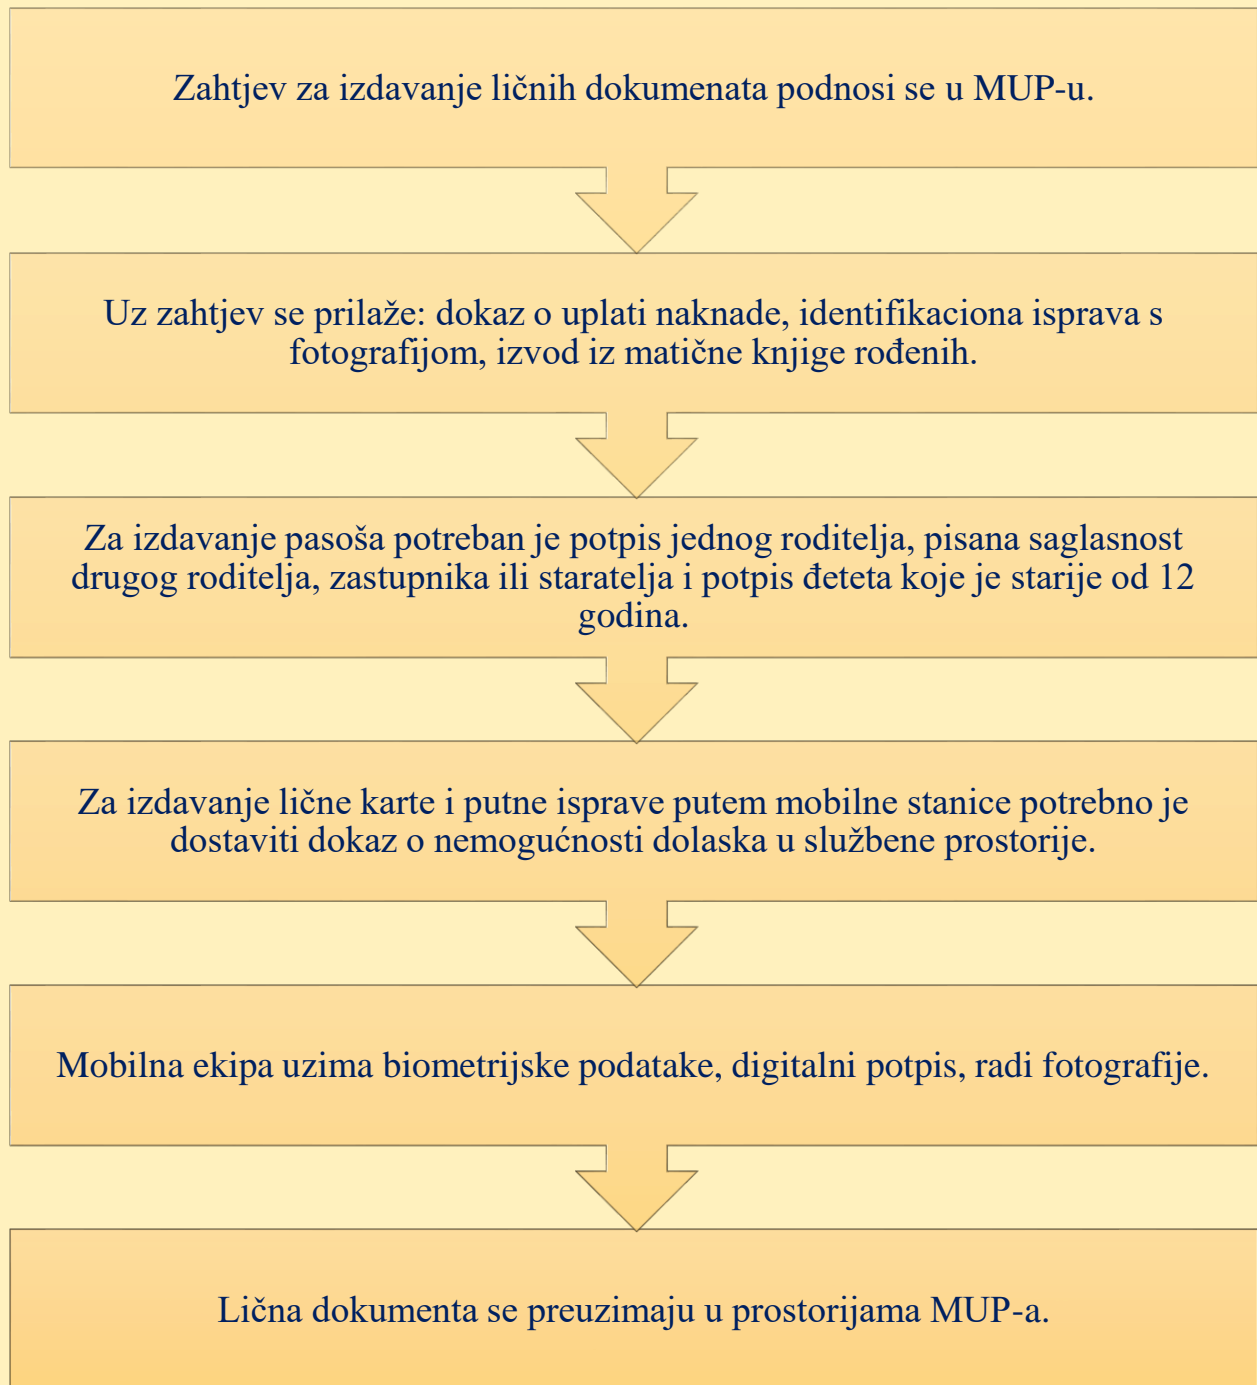 Zahtjev za izdavanje ličnih dokumenata podnosi se u MUP-u.
Uz zahtjev se prilaže: dokaz o uplati naknade, identifikaciona isprava s
fotografijom, izvod iz matične knjige rođenih.
Za izdavanje pasoša potreban je potpis jednog roditelja, pisana saglasnost
drugog roditelja, zastupnika ili staratelja i potpis đeteta koje je starije od 12
godina.
Za izdavanje lične karte i putne isprave putem mobilne stanice potrebno je
dostaviti dokaz o nemogućnosti dolaska u službene prostorije.
Mobilna ekipa uzima biometrijske podatake, digitalni potpis, radi fotografije.
Lična dokumenta se preuzimaju u prostorijama MUP-a.